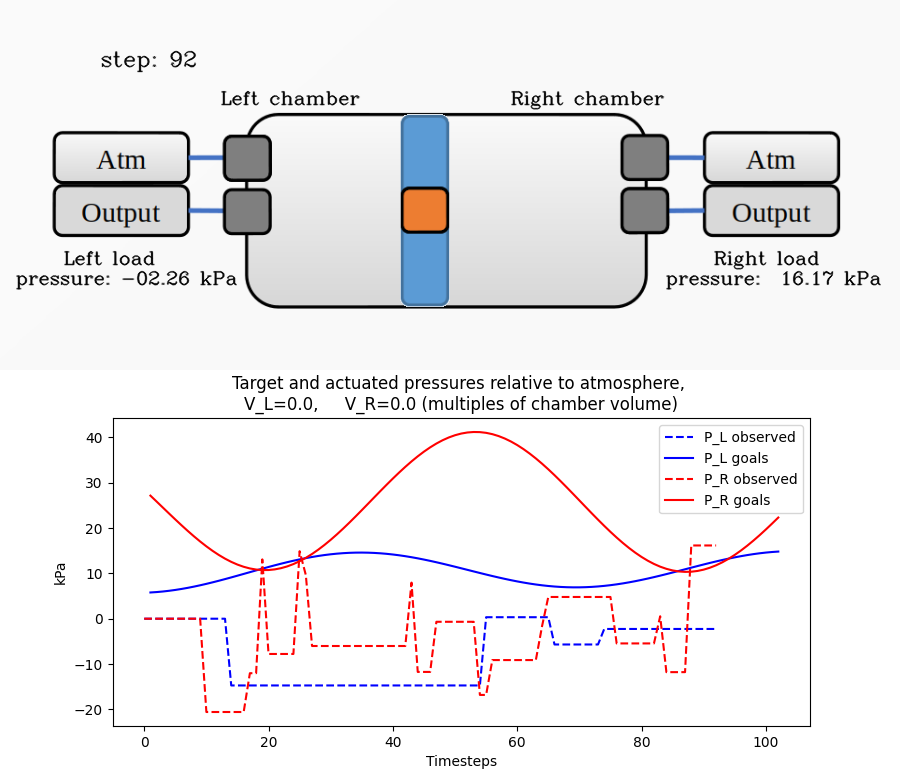 step: 92
Left chamber
Right chamber
Atm
Atm
Output
Output
Left load
pressure: -02.26 kPa
Right load
pressure: 16.17 kPa
Target and actuated pressures relative to atmosphere,
V_L=0.0, V_R=0.0 (multiples of chamber volume)
P_L observed
P_L goals
P_R observed
P_R goals
40
30
20
10
0
−10
−20
kPa
0 20 40 60 80 100
Timesteps